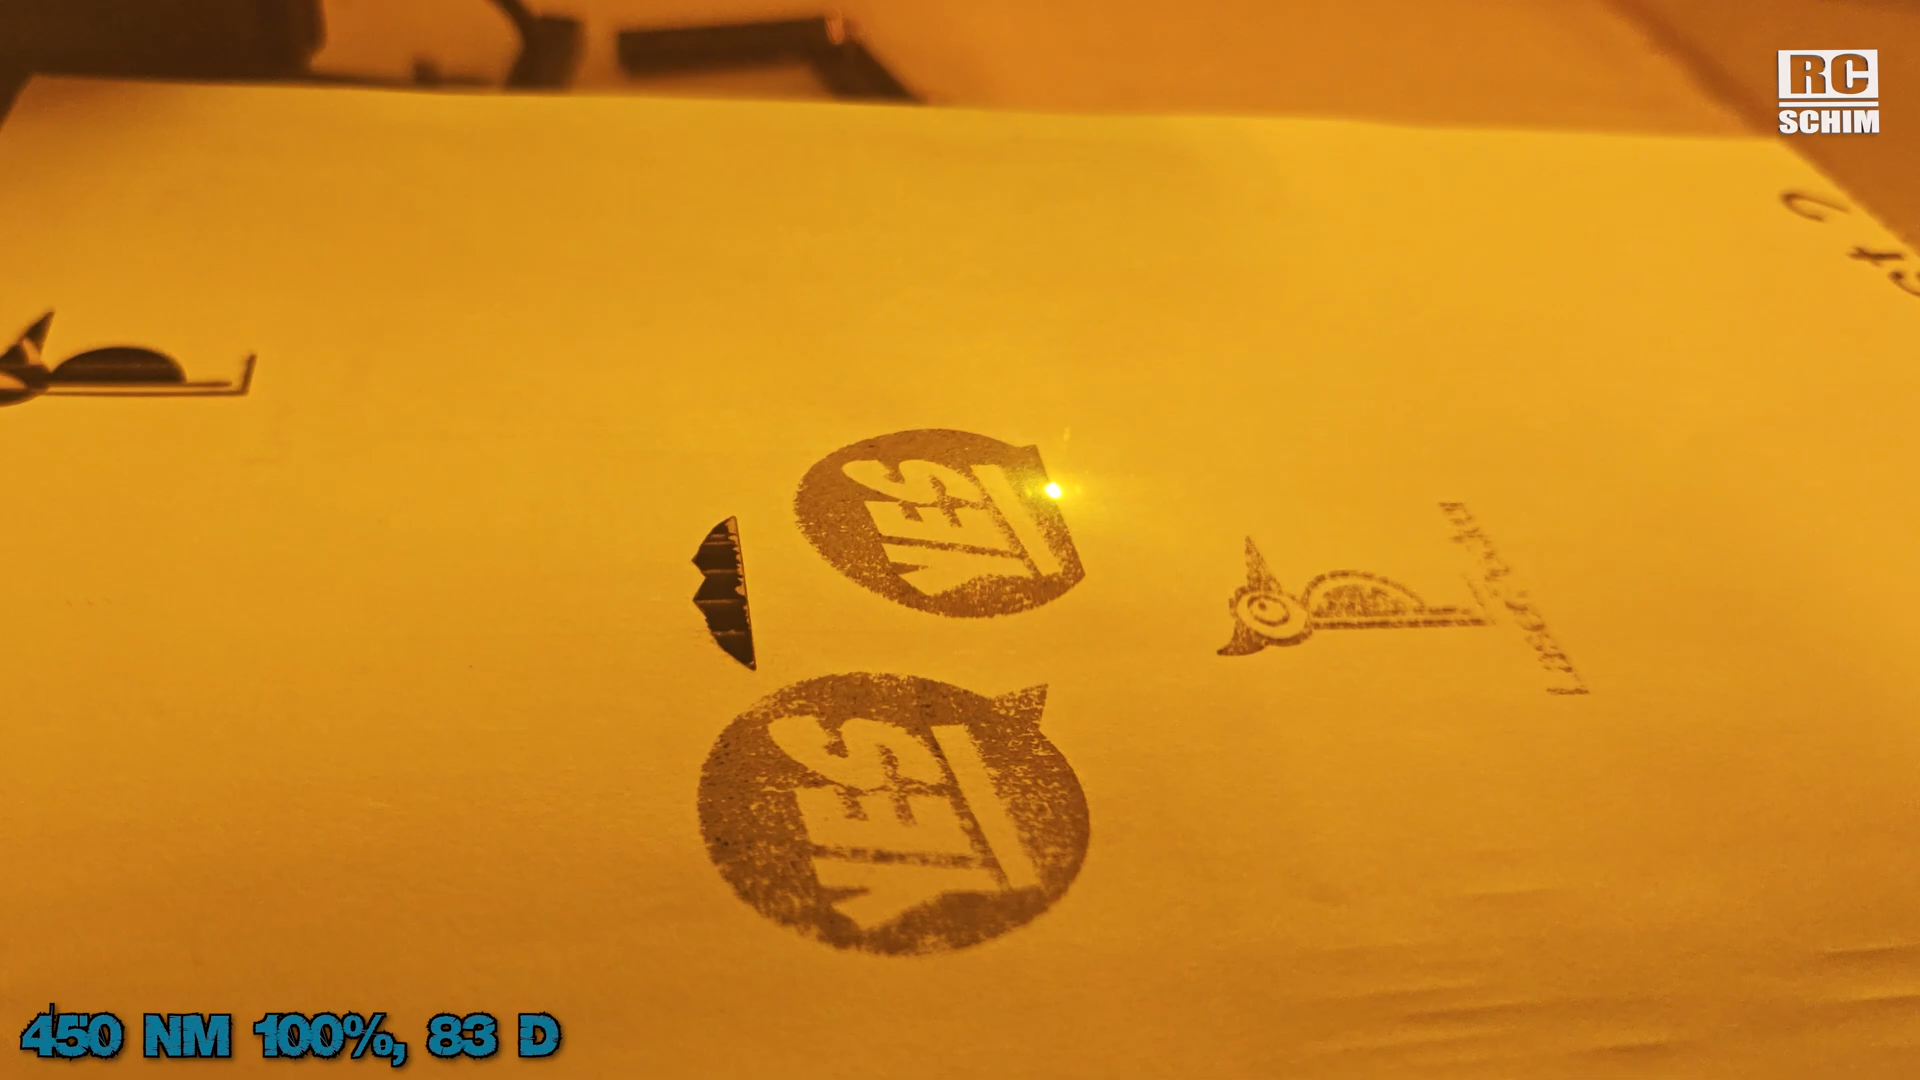 RC
SCHIM
YES
YES
450 NM 100%, 83 D